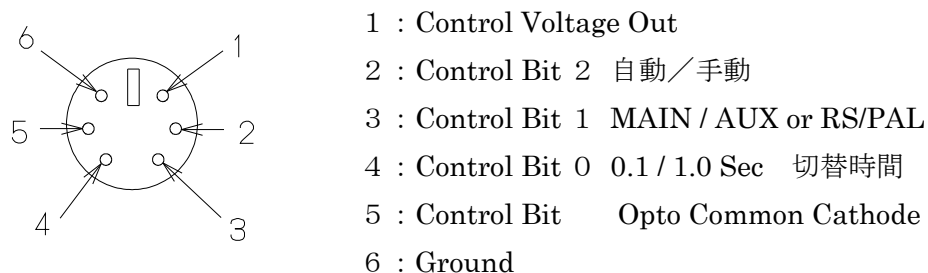 6
1
5
2
4
3
１：Control Voltage Out
２：Control Bit ２ 自動／手動
３：Control Bit １ MAIN / AUX or RS/PAL
４：Control Bit ０ 0.1 / 1.0 Sec 切替時間
５：Control Bit Opto Common Cathode
６：Ground